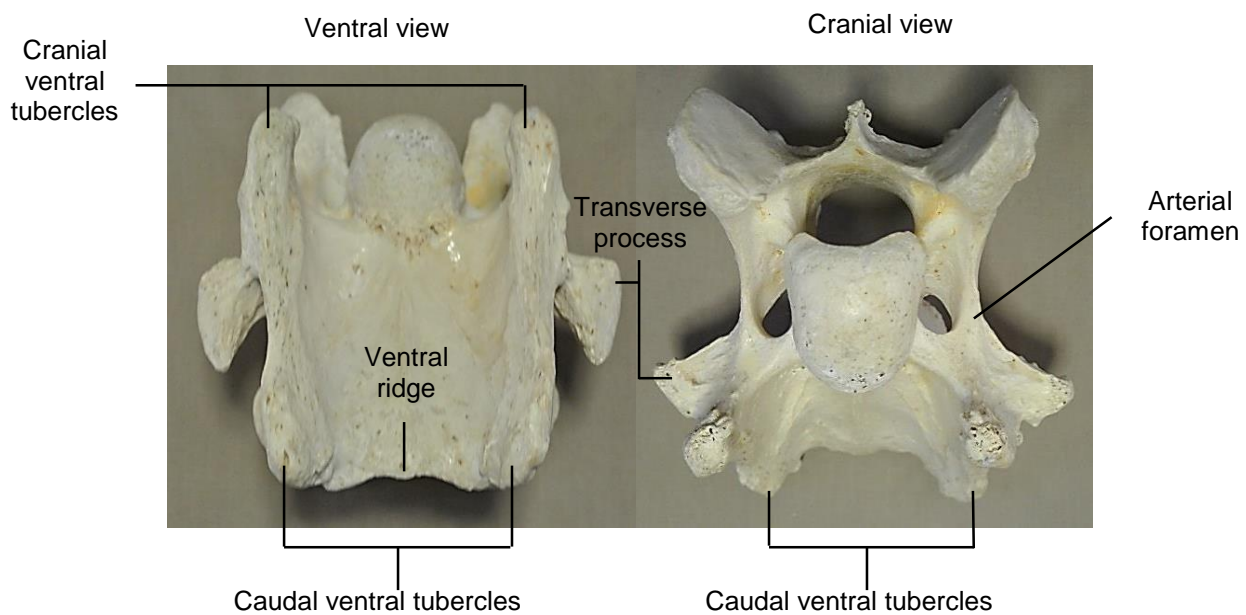 Ventral view
Cranial view
Cranial
ventral
tubercles
Transverse
process
Arterial
foramen
Ventral
ridge
Caudal ventral tubercles
Caudal ventral tubercles